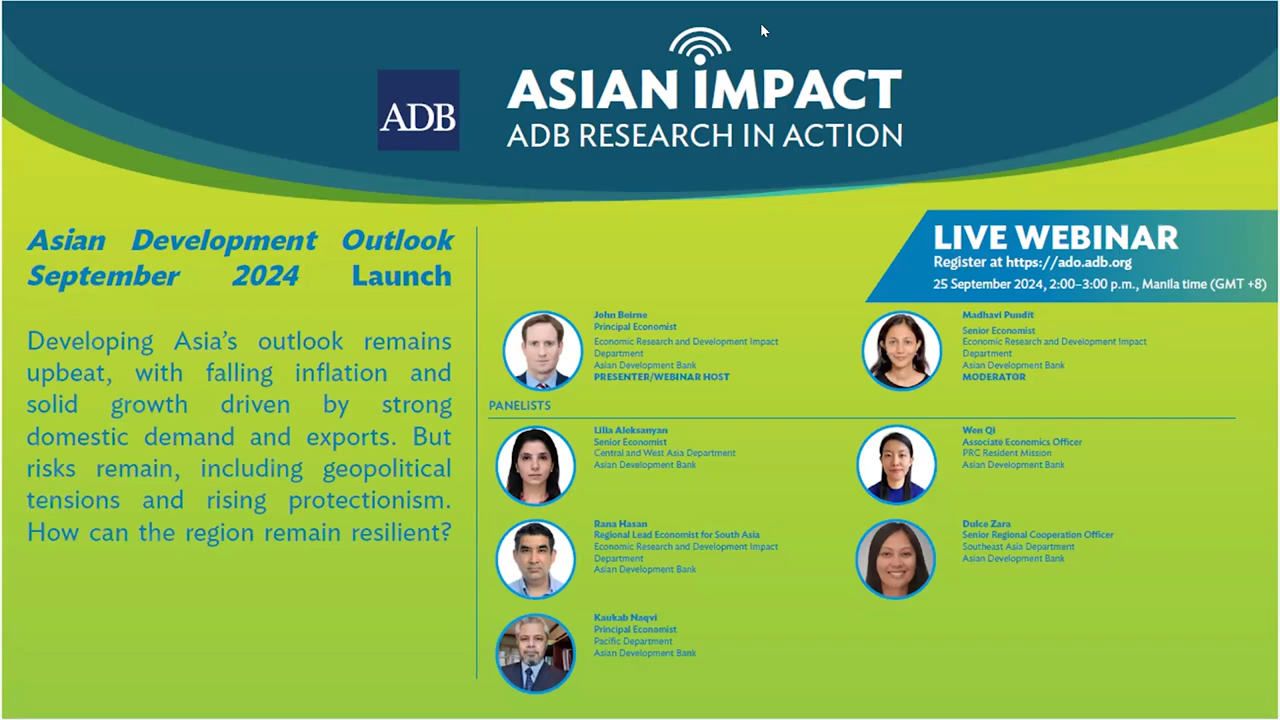 ADB
ASIAN IMPACT
ADB RESEARCH IN ACTION
Asian Development Outlook
September 2024 Launch
Developing Asia's outlook remains
upbeat, with falling inflation and
solid growth driven by strong
domestic demand and exports. But
risks remain, including geopolitical
tensions and rising protectionism.
How can the region remain resilient?
LIVE WEBINAR
Register at https://ado.adb.org
25 September 2024, 2:00–3:00 p.m., Manila time (GMT +8)
John Beirne
Principal Economist
Economic Research and Development Impact
Department
Asian Development Bank
PRESENTER/WEBINAR HOST
Madhavi Pundit
Senior Economist
Economic Research and Development Impact
Department
Asian Development Bank
MODERATOR
PANELISTS
Lilia Aleksanyan
Senior Economist
Central and West Asia Department
Asian Development Bank
Wen Qi
Associate Economics Officer
PRC Resident Mission
Asian Development Bank
Rana Hasan
Regional Lead Economist for South Asia
Economic Research and Development Impact
Department
Asian Development Bank
Dulce Zara
Senior Regional Cooperation Officer
Southeast Asia Department
Asian Development Bank
Kaukab Naqvi
Principal Economist
Pacific Department
Asian Development Bank